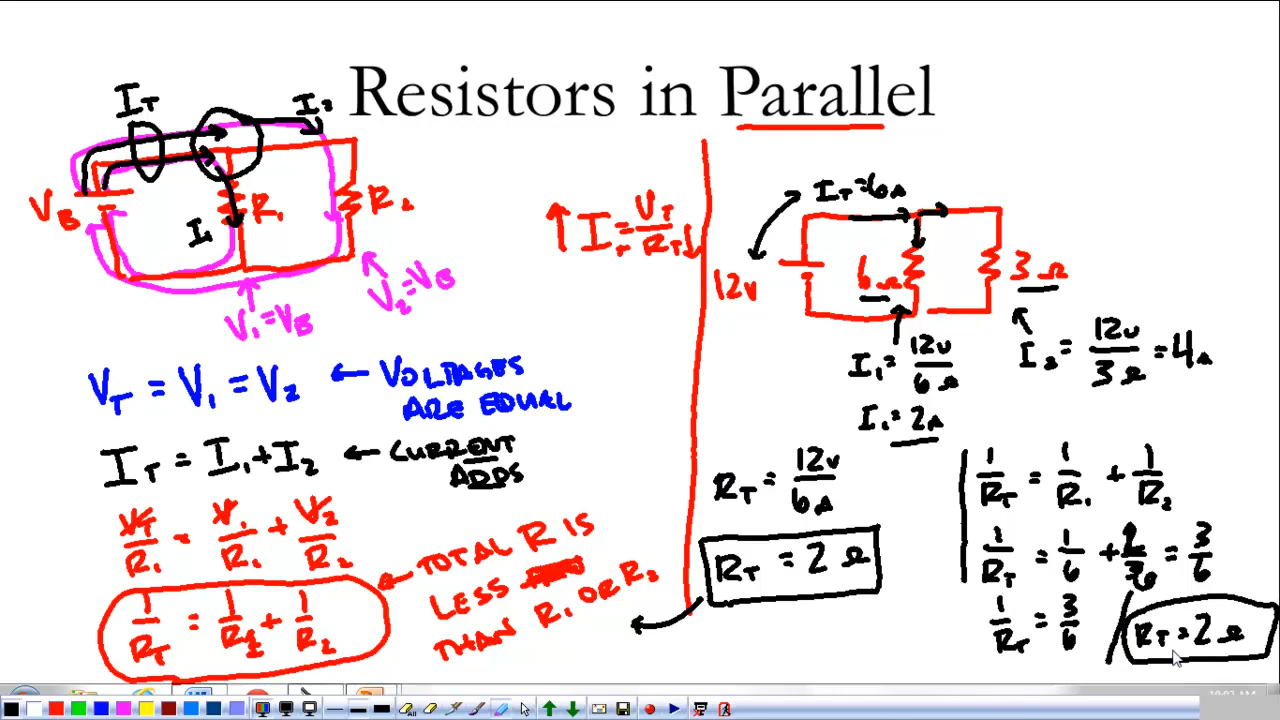 Resistors in Parallel
IT
I2
VB
R1
R2
I1
V1=VB
V2=VB
↑ IT = VT/RT ↓
VT = V1 = V2 ← VOLTAGES ARE EQUAL
IT = I1 + I2 ← CURRENT ADDS
VT/R1 = V1/R1 + V2/R2
1/RT = 1/R1 + 1/R2
TOTAL R IS
LESS
THAN R1 OR R2
IT=6A
12V
6Ω
3Ω
I1 = 12V/6Ω
I1 = 2A
I2 = 12V/3Ω = 4A
RT = 12V/6A
RT = 2Ω
1/RT = 1/R1 + 1/R2
1/RT = 1/6 + 2/6 = 3/6
1/RT = 3/6
RT = 2Ω